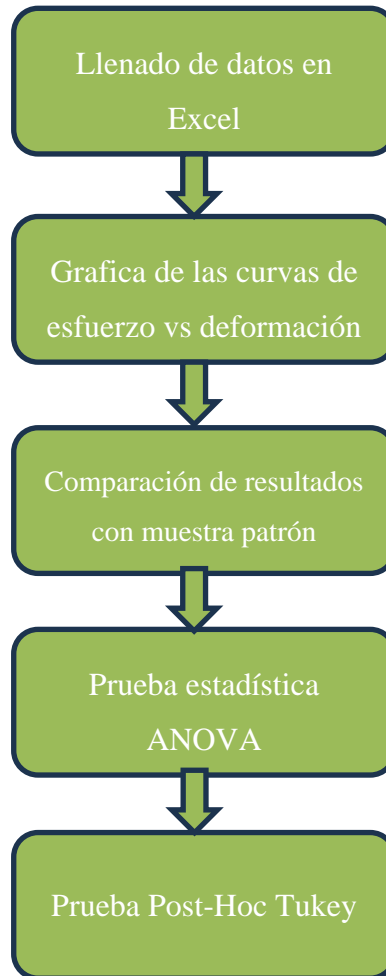 Llenado de datos en
Excel
Grafica de las curvas de
esfuerzo vs deformación
Comparación de resultados
con muestra patrón
Prueba estadística
ANOVA
Prueba Post-Hoc Tukey